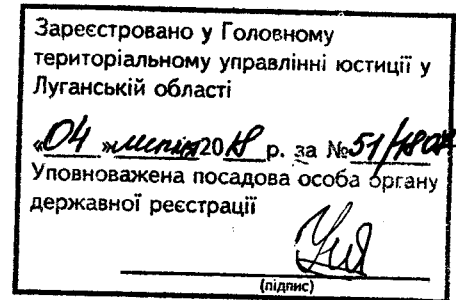 Зареєстровано у Головному
територіальному управлінні юстиції у
Луганській області
«04» липня 2018 р. за №51/1808
Уповноважена посадова особа органу
державної реєстрації
(підпис)